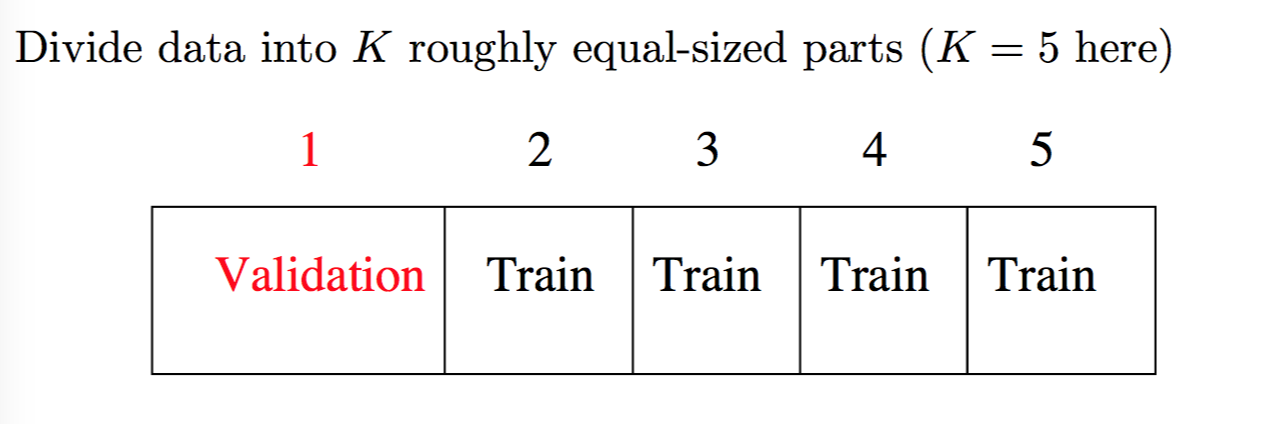 Divide data into K roughly equal-sized parts (K = 5 here)
1 2 3 4 5
Validation Train Train Train Train